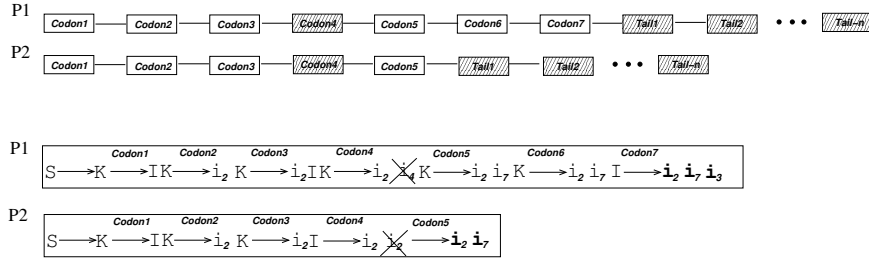 P1 Codon1 Codon2 Codon3 Codon4 Codon5 Codon6 Codon7 Tail1 Tail2 • • • Tail-n
P2 Codon1 Codon2 Codon3 Codon4 Codon5 Tail1 Tail2 • • • Tail-n
P1 Codon1 Codon2 Codon3 Codon4 Codon5 Codon6 Codon7
S → K → IK → i₂ K → i₂IK → i₂ i₄ K → i₂ i₇ K → i₂ i₇ I → i₂ i₇ i₃
P2 Codon1 Codon2 Codon3 Codon4 Codon5
S → K → IK → i₂ K → i₂I → i₂ i₂ → i₂ i₇